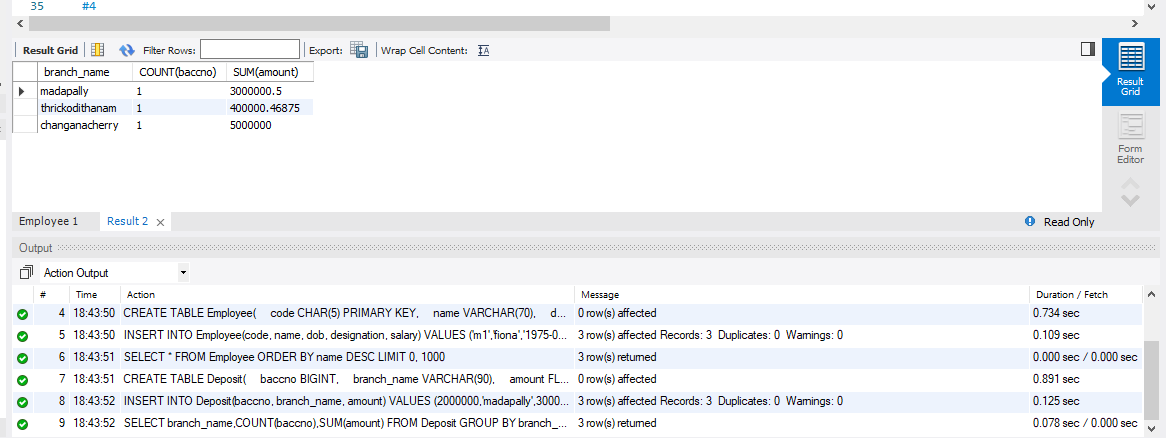 35 #4
Result Grid Filter Rows: Export: Wrap Cell Content: IA
branch_name COUNT(baccno) SUM(amount)
madapally 1 3000000.5
thrickodithanam 1 400000.46875
changanacherry 1 5000000
Result
Grid
Form
Editor
Employee 1 Result 2 Read Only
Output
Action Output
# Time Action Message Duration / Fetch
4 18:43:50 CREATE TABLE Employee( code CHAR(5) PRIMARY KEY, name VARCHAR(70), d... 0 row(s) affected 0.734 sec
5 18:43:50 INSERT INTO Employee(code, name, dob, designation, salary) VALUES ('m1','fiona','1975-0... 3 row(s) affected Records: 3 Duplicates: 0 Warnings: 0 0.109 sec
6 18:43:51 SELECT * FROM Employee ORDER BY name DESC LIMIT 0, 1000 3 row(s) returned 0.000 sec / 0.000 sec
7 18:43:51 CREATE TABLE Deposit( baccno BIGINT, branch_name VARCHAR(90), amount FL... 0 row(s) affected 0.891 sec
8 18:43:52 INSERT INTO Deposit(baccno, branch_name, amount) VALUES (2000000,'madapally',3000... 3 row(s) affected Records: 3 Duplicates: 0 Warnings: 0 0.125 sec
9 18:43:52 SELECT branch_name,COUNT(baccno),SUM(amount) FROM Deposit GROUP BY branch_... 3 row(s) returned 0.078 sec / 0.000 sec